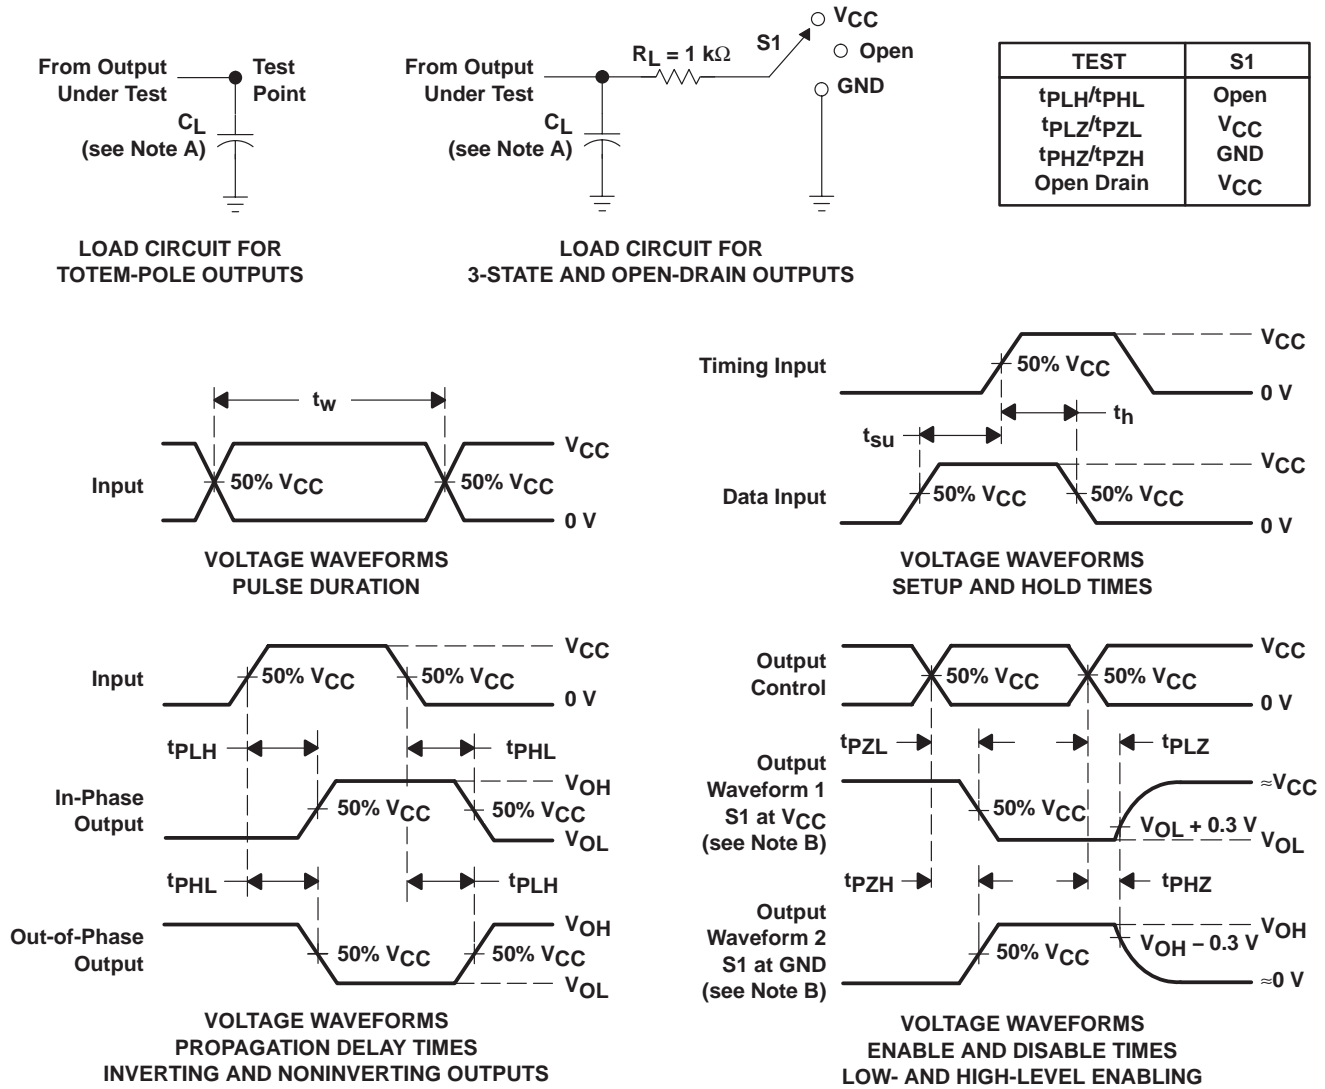 From Output
Under Test
Test
Point
CL
(see Note A)
LOAD CIRCUIT FOR
TOTEM-POLE OUTPUTS
From Output
Under Test
RL = 1 kΩ
S1
VCC
Open
GND
CL
(see Note A)
LOAD CIRCUIT FOR
3-STATE AND OPEN-DRAIN OUTPUTS
TEST S1
tPLH/tPHL Open
tPLZ/tPZL VCC
tPHZ/tPZH GND
Open Drain VCC
tw
Input
50% VCC
50% VCC
VCC
0 V
VOLTAGE WAVEFORMS
PULSE DURATION
Timing Input
50% VCC
VCC
0 V
tsu
th
Data Input
50% VCC
50% VCC
VCC
0 V
VOLTAGE WAVEFORMS
SETUP AND HOLD TIMES
Input
50% VCC
50% VCC
VCC
0 V
tPLH
tPHL
In-Phase
Output
50% VCC
50% VCC
VOH
VOL
tPHL
tPLH
Out-of-Phase
Output
50% VCC
50% VCC
VOH
VOL
VOLTAGE WAVEFORMS
PROPAGATION DELAY TIMES
INVERTING AND NONINVERTING OUTPUTS
Output
Control
50% VCC
50% VCC
VCC
0 V
tPZL
tPLZ
Output
Waveform 1
S1 at VCC
(see Note B)
50% VCC
≈VCC
VOL + 0.3 V
VOL
tPZH
tPHZ
Output
Waveform 2
S1 at GND
(see Note B)
50% VCC
VOH
VOH − 0.3 V
≈0 V
VOLTAGE WAVEFORMS
ENABLE AND DISABLE TIMES
LOW- AND HIGH-LEVEL ENABLING